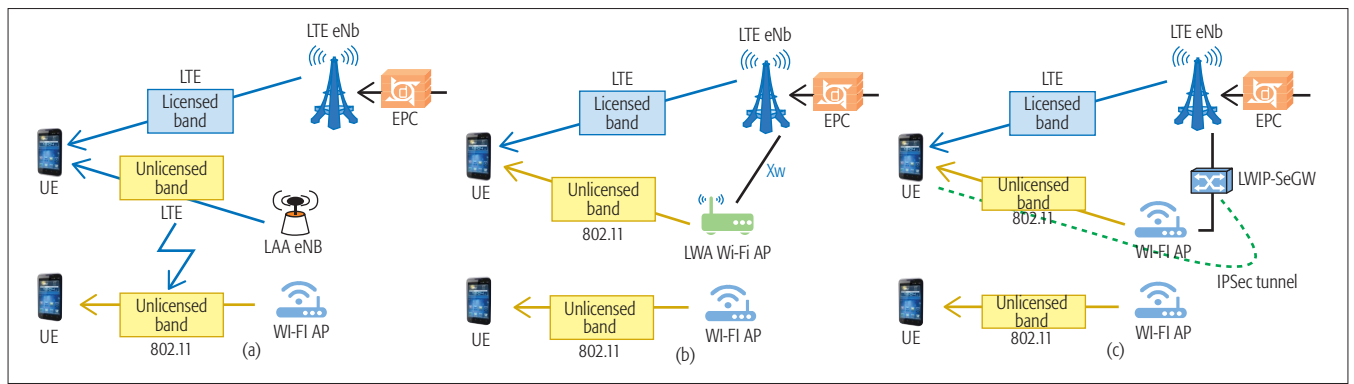 LTE eNb
LTE
Licensed
band
EPC
UE
Unlicensed
band
LTE
LAA eNB
Unlicensed
band
802.11
UE
WI-FI AP
(a)
LTE eNb
LTE
Licensed
band
EPC
UE
Xw
Unlicensed
band
802.11
LWA Wi-Fi AP
Unlicensed
band
802.11
UE
WI-FI AP
(b)
LTE eNb
LTE
Licensed
band
EPC
UE
LWIP-SeGW
Unlicensed
band
802.11
WI-FI AP
IPSec tunnel
Unlicensed
band
802.11
UE
WI-FI AP
(c)